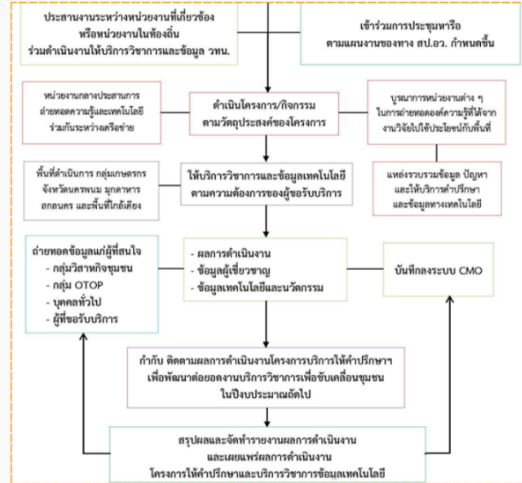 ประสานงานระหว่างหน่วยงานที่เกี่ยวข้อง
หรือหน่วยงานในท้องถิ่น
ร่วมดำเนินงานให้บริการวิชาการและข้อมูล วทน.
เข้าร่วมการประชุมหารือ
ตามแผนงานของทาง สป.อว. กำหนดขึ้น
หน่วยงานกลางประสานการ
ถ่ายทอดความรู้และเทคโนโลยี
ร่วมกันระหว่างเครือข่าย
ดำเนินโครงการ/กิจกรรม
ตามวัตถุประสงค์ของโครงการ
บูรณาการหน่วยงานต่าง ๆ
ในการถ่ายทอดองค์ความรู้ที่ได้จาก
งานวิจัยไปใช้ประโยชน์กับพื้นที่
พื้นที่ดำเนินการ กลุ่มเกษตรกร
จังหวัดนครพนม มุกดาหาร
สกลนคร และพื้นที่ใกล้เคียง
ให้บริการวิชาการและข้อมูลเทคโนโลยี
ตามความต้องการของผู้ขอรับบริการ
แหล่งรวบรวมข้อมูล ปัญหา
และให้บริการคำปรึกษา
และข้อมูลทางเทคโนโลยี
ถ่ายทอดข้อมูลแก่ผู้ที่สนใจ
- กลุ่มวิสาหกิจชุมชน
- กลุ่ม OTOP
- บุคคลทั่วไป
- ผู้ที่ขอรับบริการ
- ผลการดำเนินงาน
- ข้อมูลผู้เชี่ยวชาญ
- ข้อมูลเทคโนโลยีและนวัตกรรม
บันทึกลงระบบ CMO
กำกับ ติดตามผลการดำเนินงานโครงการบริการให้คำปรึกษาฯ
เพื่อพัฒนาต่อยอดงานบริการวิชาการเพื่อขับเคลื่อนชุมชน
ในปีงบประมาณถัดไป
สรุปผลและจัดทำรายงานผลการดำเนินงาน
และเผยแพร่ผลการดำเนินงาน
โครงการให้คำปรึกษาและบริการวิชาการข้อมูลเทคโนโลยี